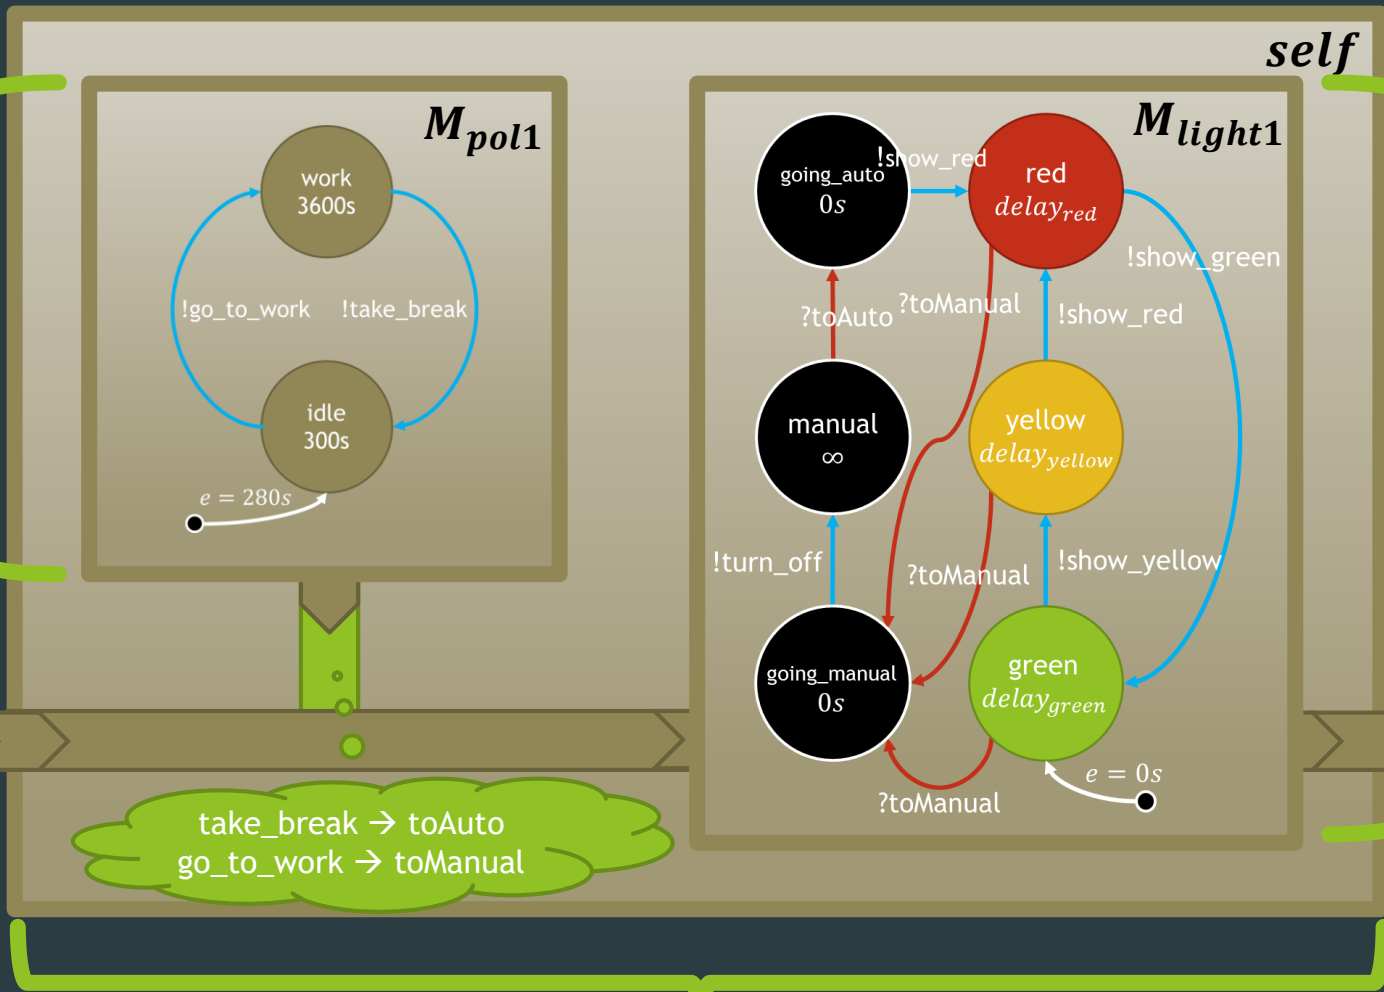 self
M_pol1
work
3600s
!go_to_work
!take_break
idle
300s
e = 280s
M_light1
going_auto
0s
!show_red
red
delay_red
!show_green
?toAuto
?toManual
!show_red
manual
∞
yellow
delay_yellow
!turn_off
?toManual
!show_yellow
going_manual
0s
green
delay_green
e = 0s
?toManual
take_break → toAuto
go_to_work → toManual